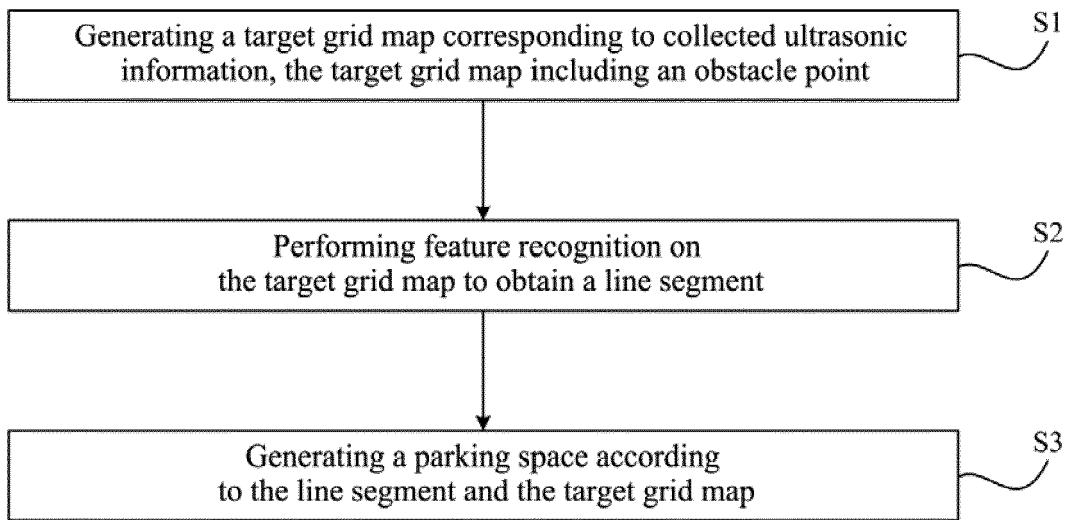 Generating a target grid map corresponding to collected ultrasonic
information, the target grid map including an obstacle point
S1
Performing feature recognition on
the target grid map to obtain a line segment
S2
Generating a parking space according
to the line segment and the target grid map
S3